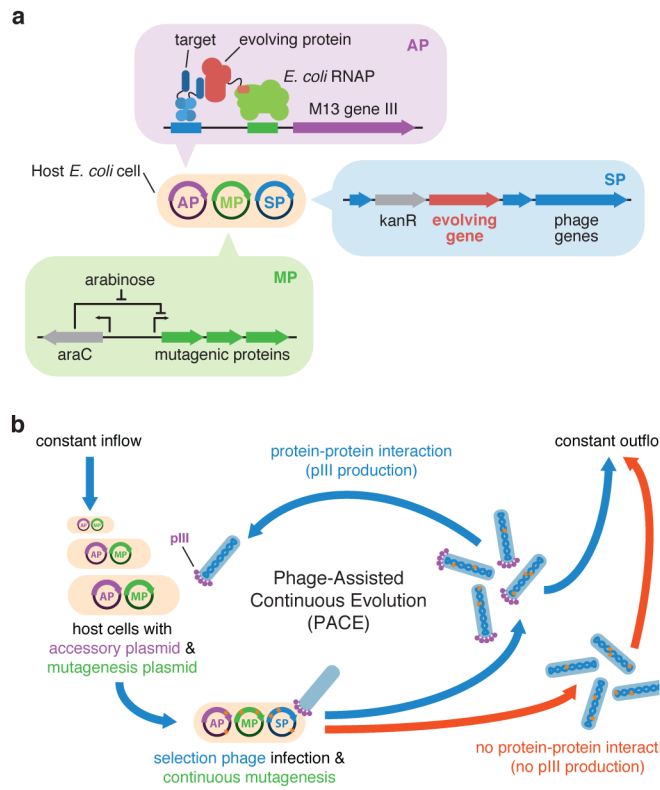 a
target
evolving protein
AP
E. coli RNAP
M13 gene III
Host E. coli cell
AP
MP
SP
SP
kanR
evolving
gene
phage
genes
MP
arabinose
araC
mutagenic proteins
b
constant inflow
protein-protein interaction
(pIII production)
constant outflo
AP
MP
AP
MP
pIII
AP
MP
Phage-Assisted
Continuous Evolution
(PACE)
host cells with
accessory plasmid &
mutagenesis plasmid
AP
MP
SP
selection phage infection &
continuous mutagenesis
no protein-protein interact
(no pIII production)